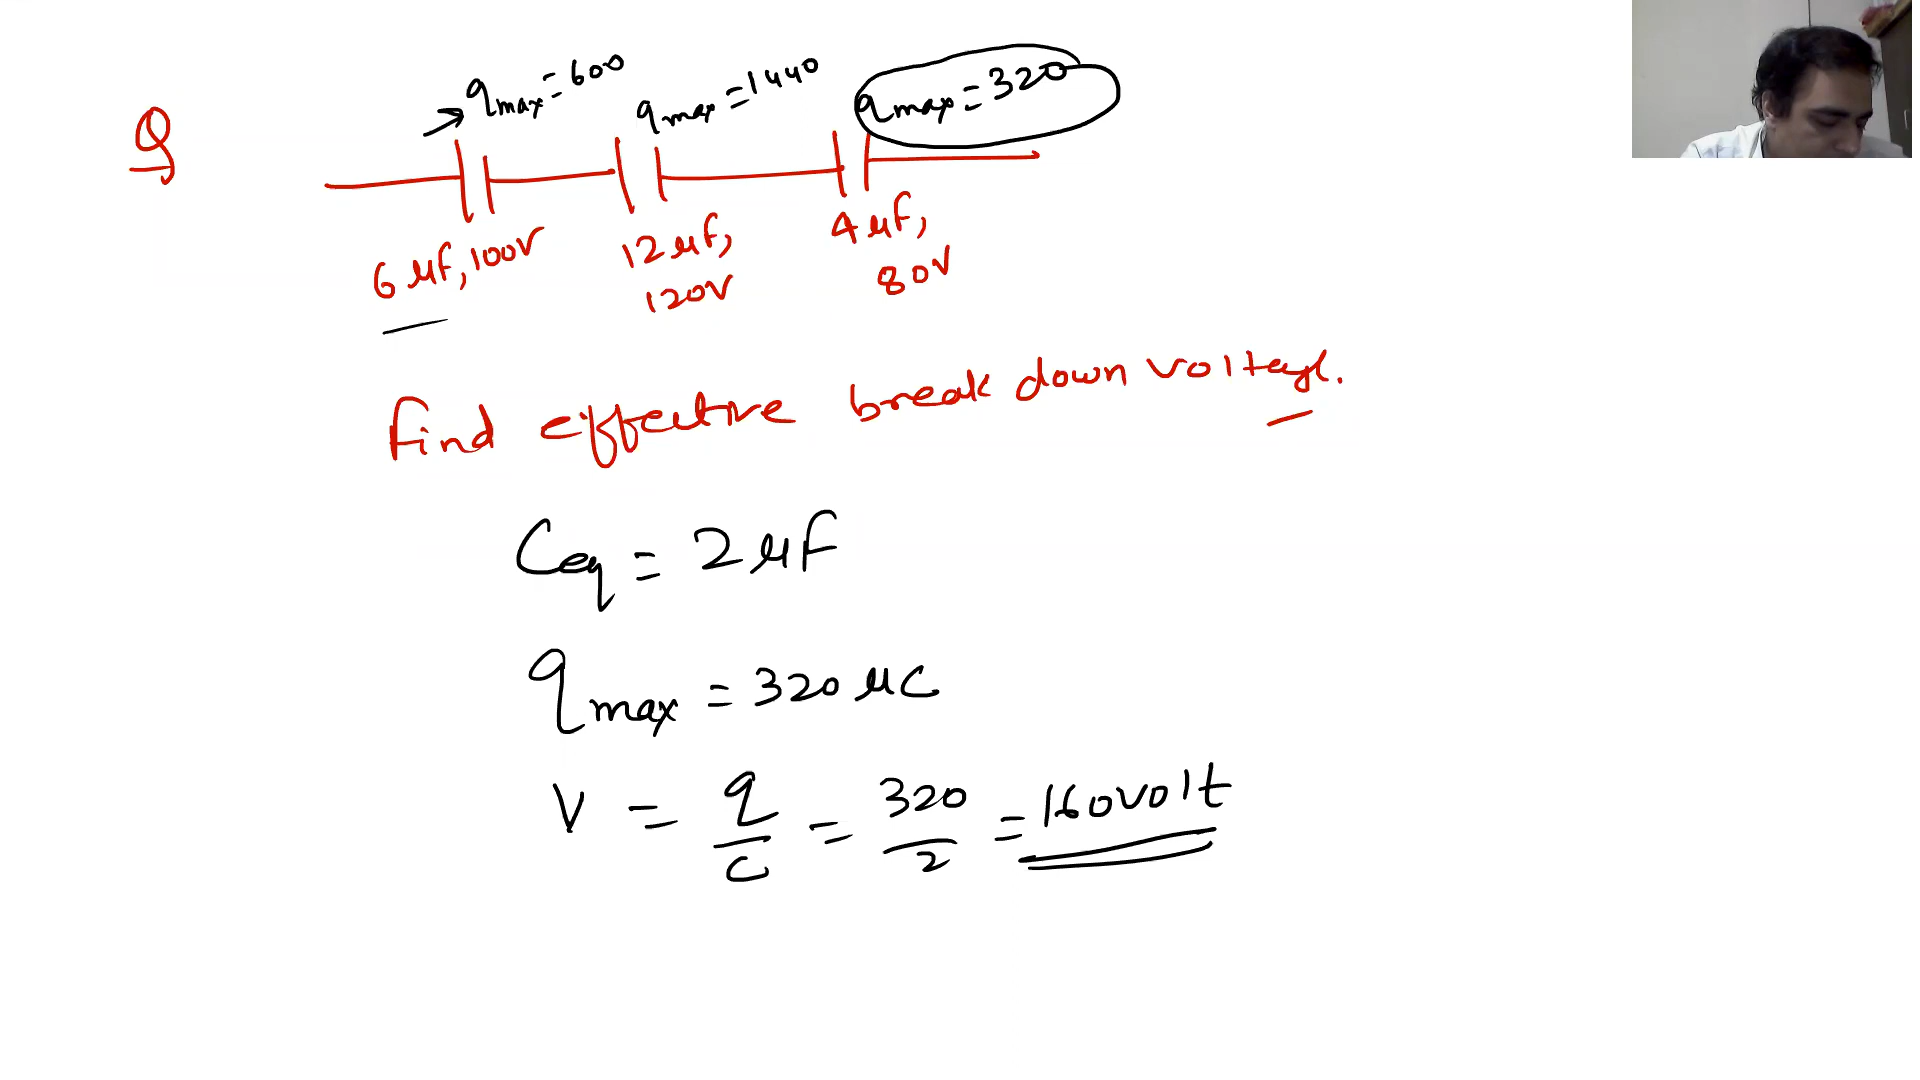 Q
qmax = 600
qmax = 1440
qmax = 320
6 μf, 100V
12 μf, 120V
4 μf, 80V
find effective break down voltage.
Ceq = 2 μf
qmax = 320 μC
V = q/C = 320/2 = 160 volt